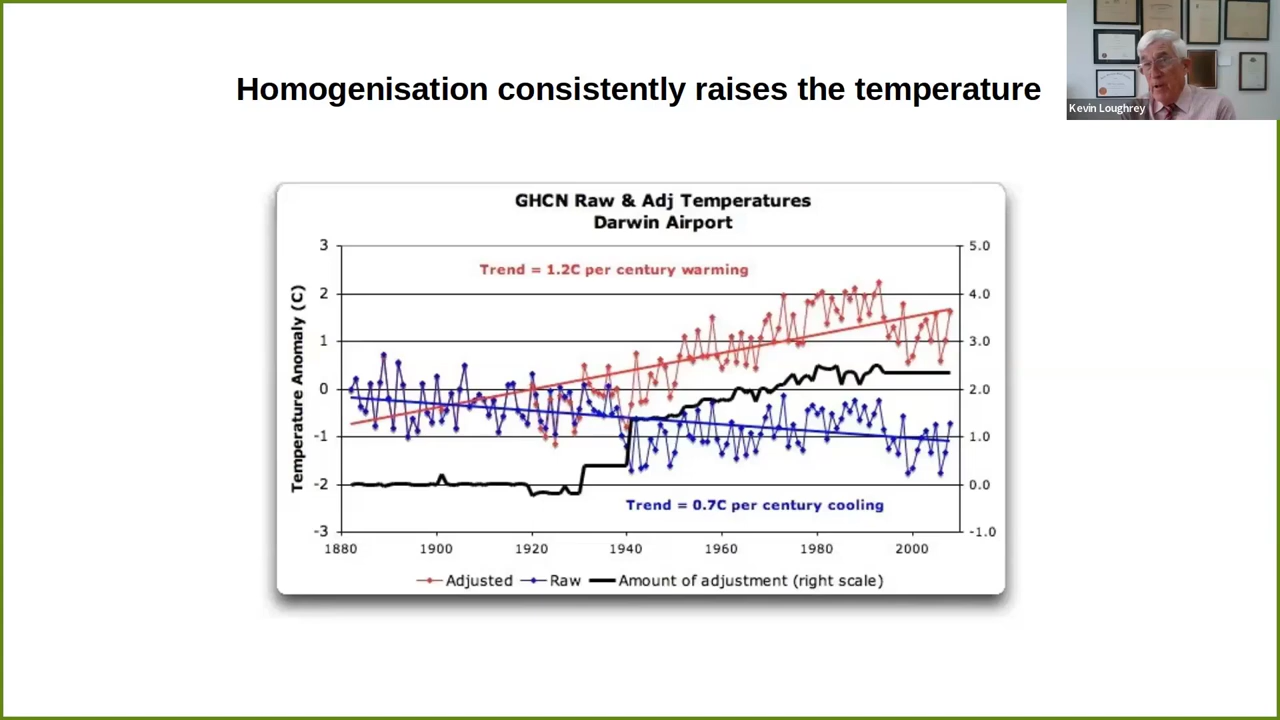 Homogenisation consistently raises the temperature
Kevin Loughrey
GHCN Raw & Adj Temperatures
Darwin Airport
Temperature Anomaly (C)
3
2
1
0
-1
-2
-3
Trend = 1.2C per century warming
Trend = 0.7C per century cooling
5.0
4.0
3.0
2.0
1.0
0.0
-1.0
1880 1900 1920 1940 1960 1980 2000
Adjusted Raw Amount of adjustment (right scale)